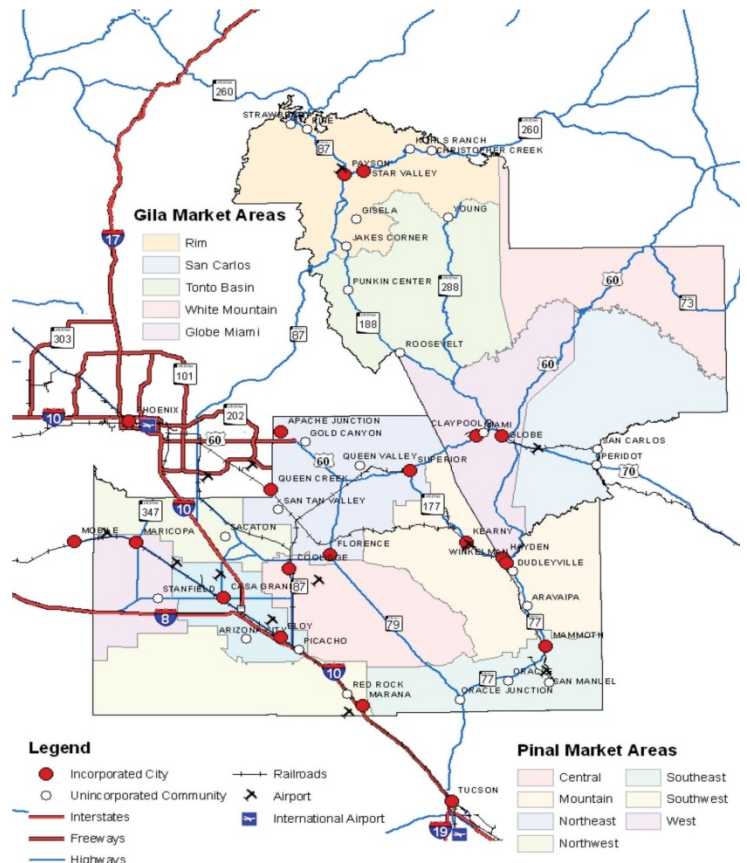 260
STRAWBERRY
PINE
87
KOHLS RANCH
CHRISTOPHER CREEK
260
PAYSON
STAR VALLEY
Gila Market Areas
Rim
San Carlos
Tonto Basin
White Mountain
Globe Miami
GISELA
YOUNG
JAKES CORNER
17
PUNKIN CENTER
288
60
73
87
188
303
101
ROOSEVELT
60
10
PHOENIX
202
60
APACHE JUNCTION
GOLD CANYON
CLAYPOOL
MIAMI
GLOBE
60
QUEEN VALLEY
SUPERIOR
SAN CARLOS
PERIDOT
70
QUEEN CREEK
10
SAN TAN VALLEY
177
347
MOBILE
MARICOPA
SACATON
KEARNY
FLORENCE
WINKELMAN
HAYDEN
DUDLEYVILLE
COOLIDGE
87
STANFIELD
CASA GRANDE
8
79
ARAVAIPA
77
ARIZONA CITY
ELOY
PICACHO
MAMMOTH
10
ORACLE
77
RED ROCK
SAN MANUEL
MARANA
ORACLE JUNCTION
Legend
Incorporated City
Unincorporated Community
Interstates
Freeways
Highways
Railroads
Airport
International Airport
TUCSON
19
Pinal Market Areas
Central
Mountain
Northeast
Northwest
Southeast
Southwest
West